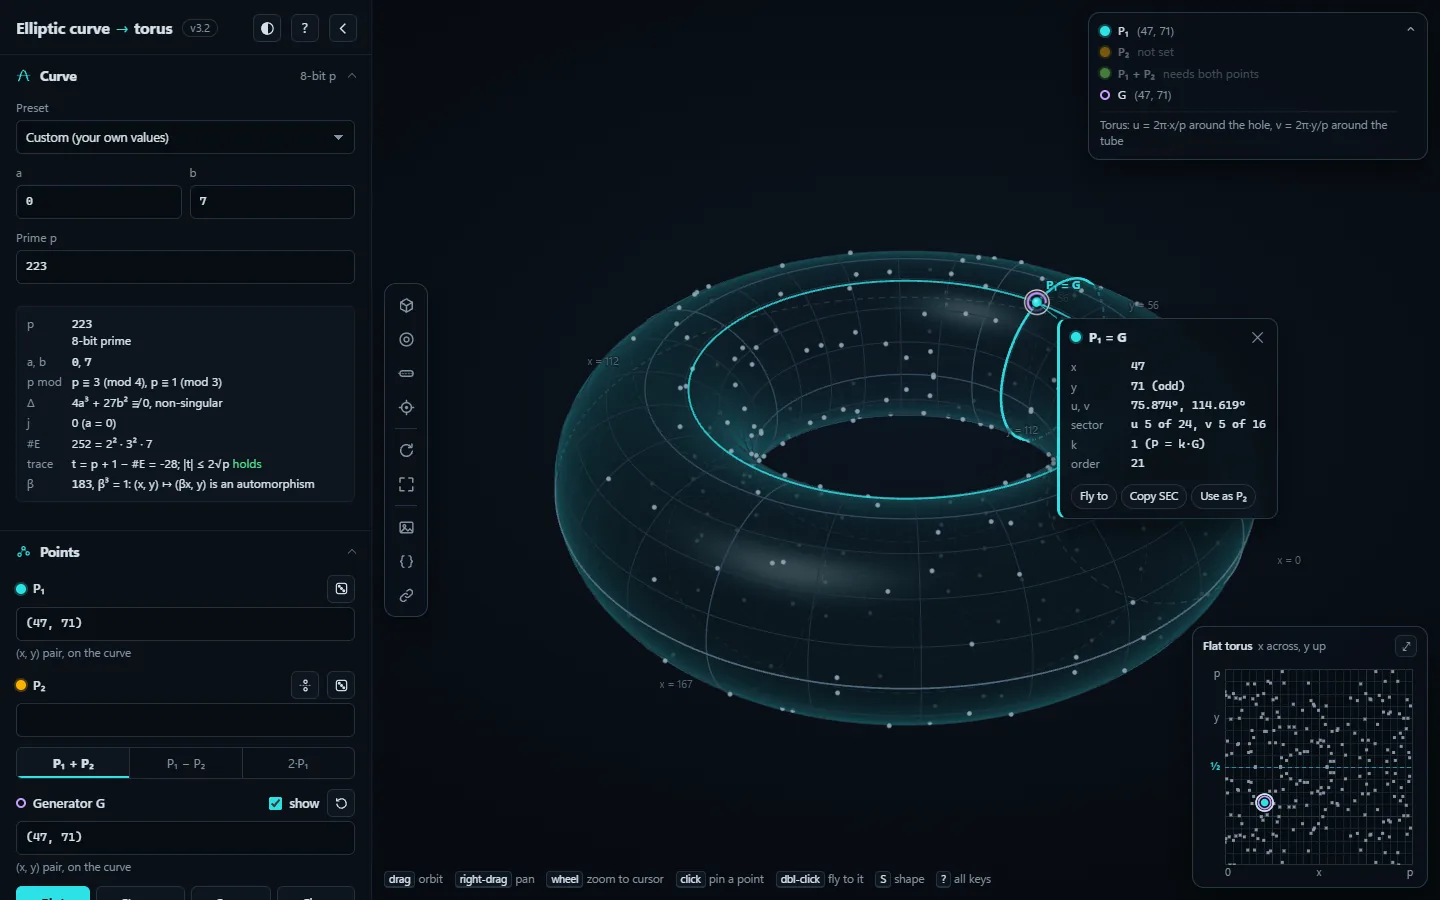 Elliptic curve → torus v3.2
?
Curve 8-bit p
Preset
Custom (your own values)
a b
0 7
Prime p
223
p 223
8-bit prime
a, b 0, 7
p mod p ≡ 3 (mod 4), p ≡ 1 (mod 3)
Δ 4a³ + 27b² ≢ 0, non-singular
j 0 (a = 0)
#E 252 = 2² · 3² · 7
trace t = p + 1 − #E = -28; |t| ≤ 2√p holds
β 183, β³ = 1: (x, y) ↦ (βx, y) is an automorphism
Points
P₁
(47, 71)
(x, y) pair, on the curve
P₂
P₁ + P₂ P₁ − P₂ 2·P₁
Generator G show
(47, 71)
(x, y) pair, on the curve
P₁ (47, 71)
P₂ not set
P₁ + P₂ needs both points
G (47, 71)
Torus: u = 2π·x/p around the hole, v = 2π·y/p around the
tube
P₁ = G
y = 56
x = 112
y = 112
x = 0
x = 167
P₁ = G
x 47
y 71 (odd)
u, v 75.874°, 114.619°
sector u 5 of 24, v 5 of 16
k 1 (P = k·G)
order 21
Fly to Copy SEC Use as P₂
Flat torus x across, y up
p
y
½
0 x p
drag orbit right-drag pan wheel zoom to cursor click pin a point dbl-click fly to it S shape ? all keys